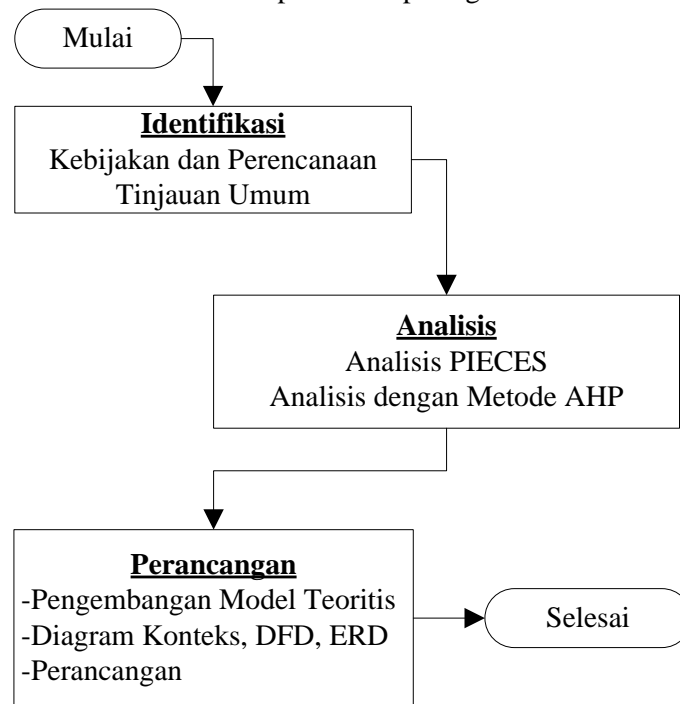 Mulai
Identifikasi
Kebijakan dan Perencanaan
Tinjauan Umum
Analisis
Analisis PIECES
Analisis dengan Metode AHP
Perancangan
-Pengembangan Model Teoritis
-Diagram Konteks, DFD, ERD
-Perancangan
Selesai